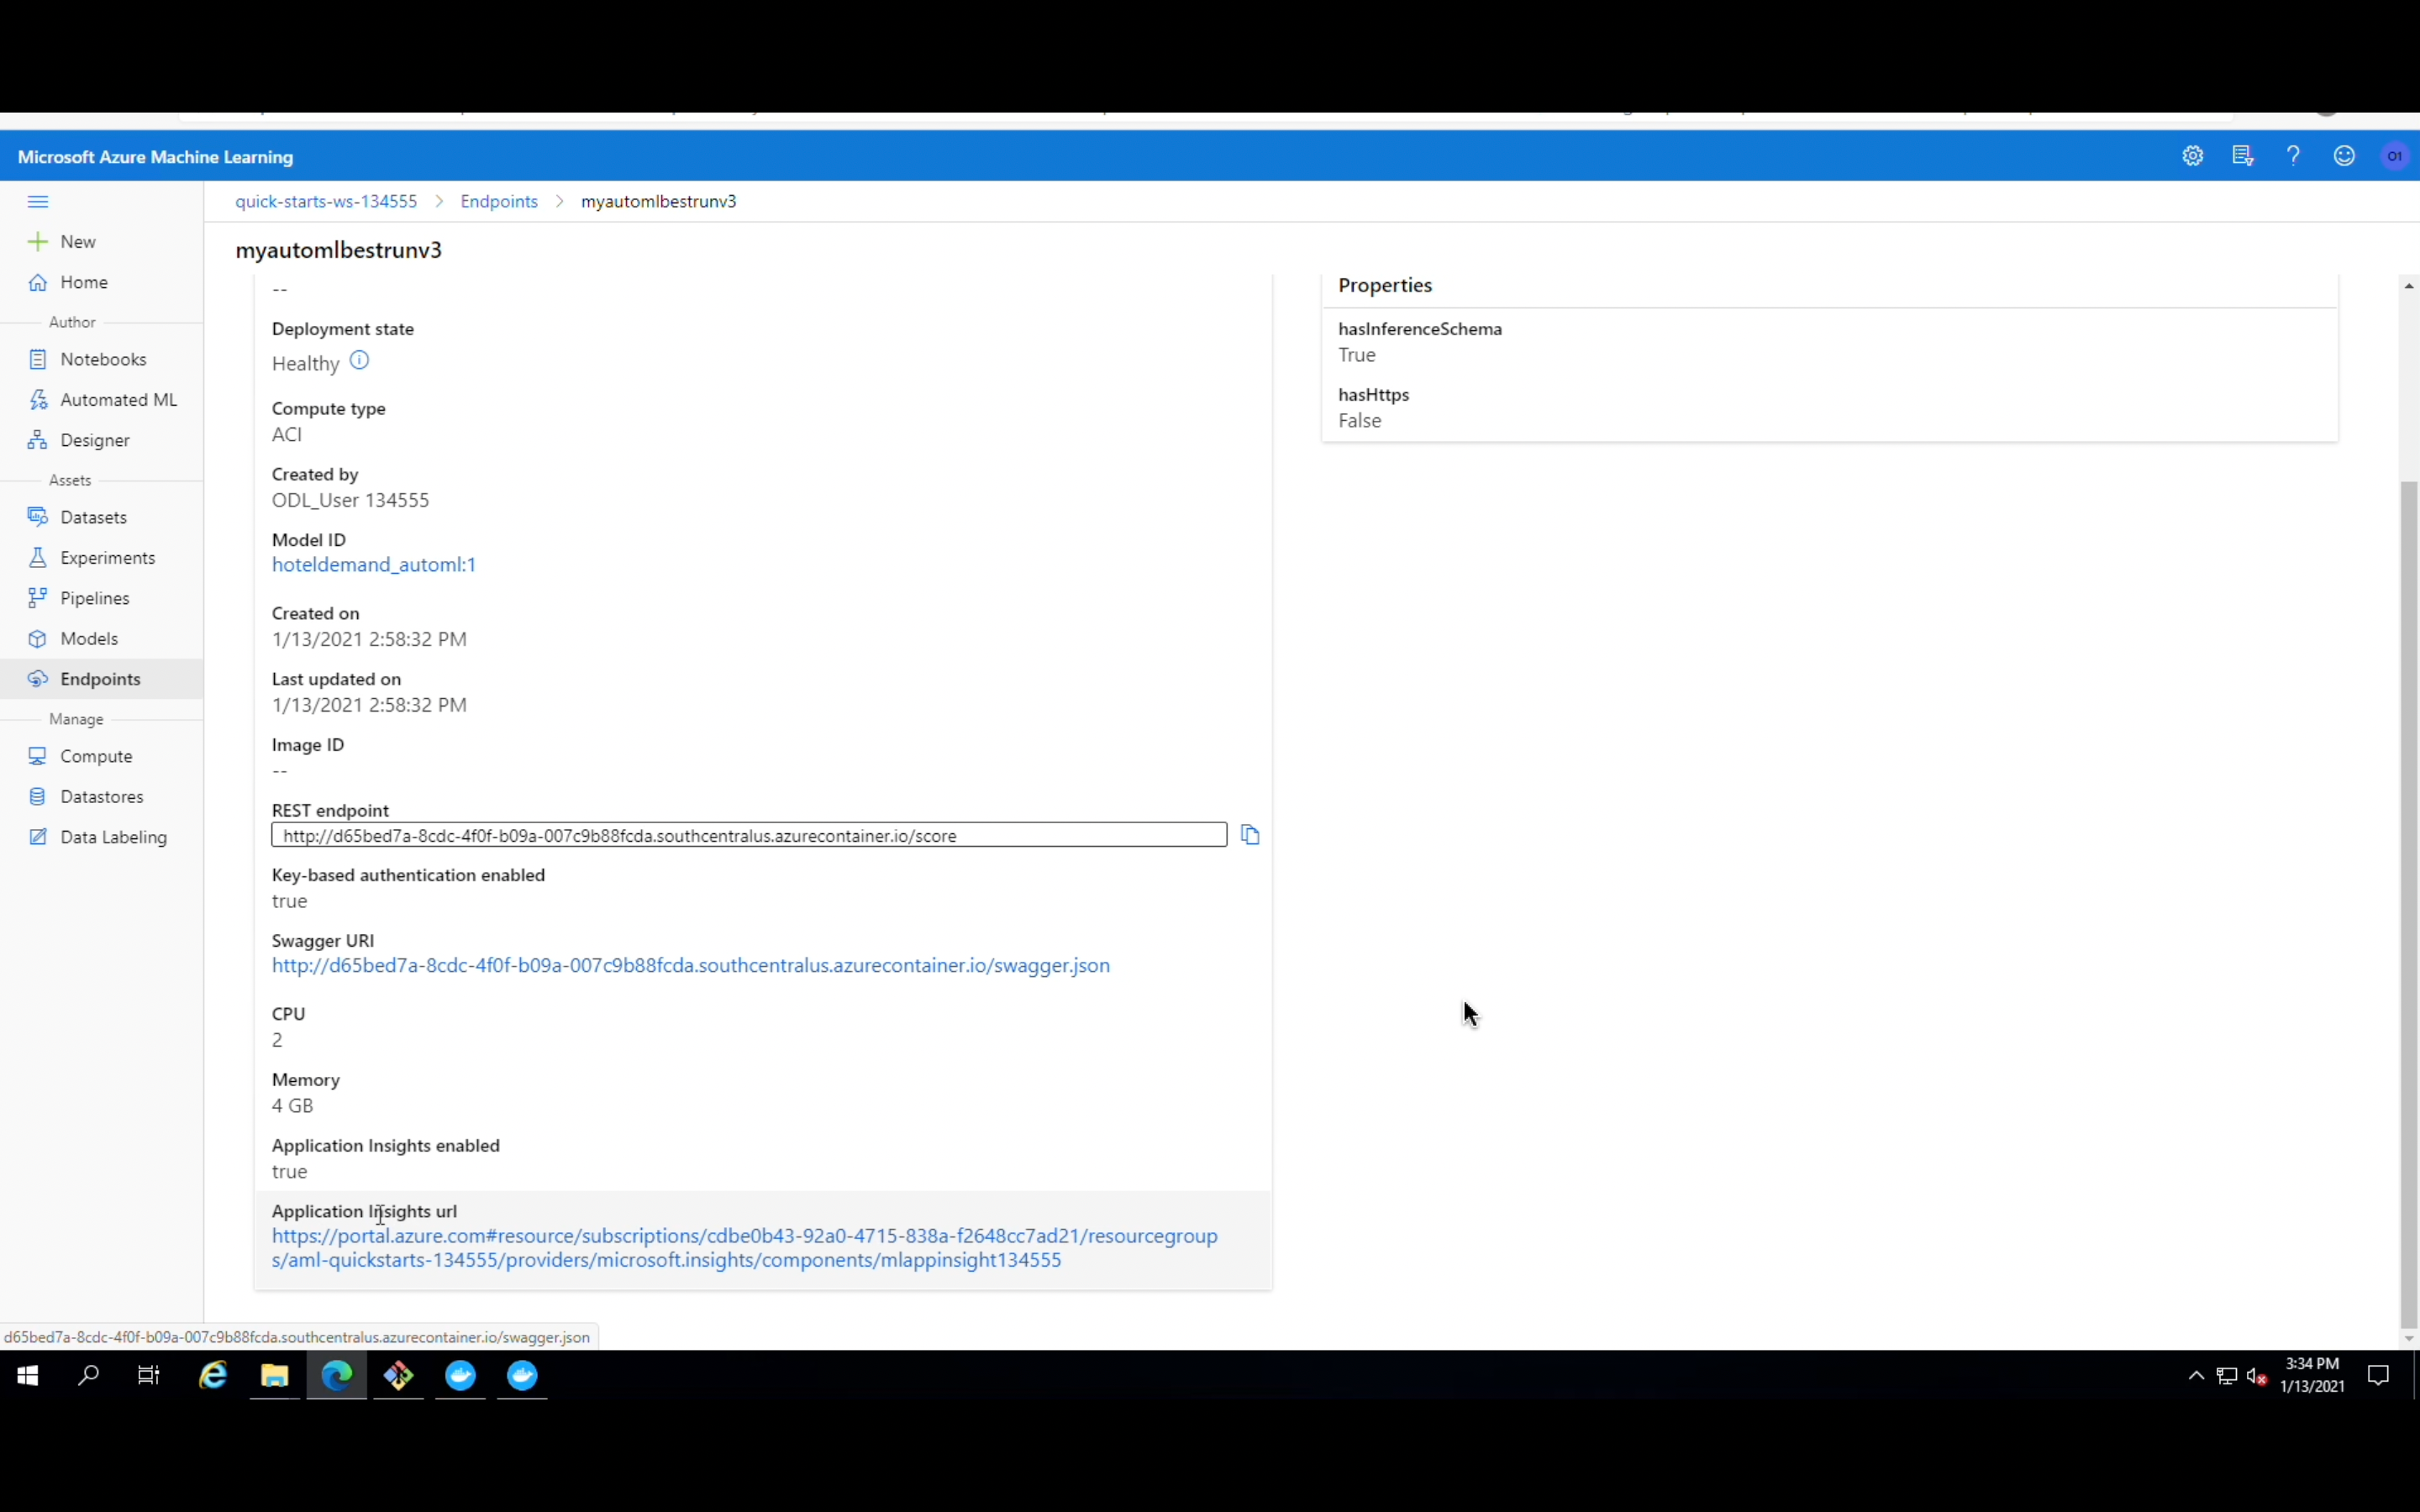 Microsoft Azure Machine Learning
O1
quick-starts-ws-134555 > Endpoints > myautomlbestrunv3
New
myautomlbestrunv3
Home
Author
Notebooks
Automated ML
Designer
Assets
Datasets
Experiments
Pipelines
Models
Endpoints
Manage
Compute
Datastores
Data Labeling
--
Deployment state
Healthy
Compute type
ACI
Created by
ODL_User 134555
Model ID
hoteldemand_automl:1
Created on
1/13/2021 2:58:32 PM
Last updated on
1/13/2021 2:58:32 PM
Image ID
--
REST endpoint
http://d65bed7a-8cdc-4f0f-b09a-007c9b88fcda.southcentralus.azurecontainer.io/score
Key-based authentication enabled
true
Swagger URI
http://d65bed7a-8cdc-4f0f-b09a-007c9b88fcda.southcentralus.azurecontainer.io/swagger.json
CPU
2
Memory
4 GB
Application Insights enabled
true
Application Insights url
https://portal.azure.com#resource/subscriptions/cdbe0b43-92a0-4715-838a-f2648cc7ad21/resourcegroup
s/aml-quickstarts-134555/providers/microsoft.insights/components/mlappinsight134555
Properties
hasInferenceSchema
True
hasHttps
False
d65bed7a-8cdc-4f0f-b09a-007c9b88fcda.southcentralus.azurecontainer.io/swagger.json
3:34 PM
1/13/2021